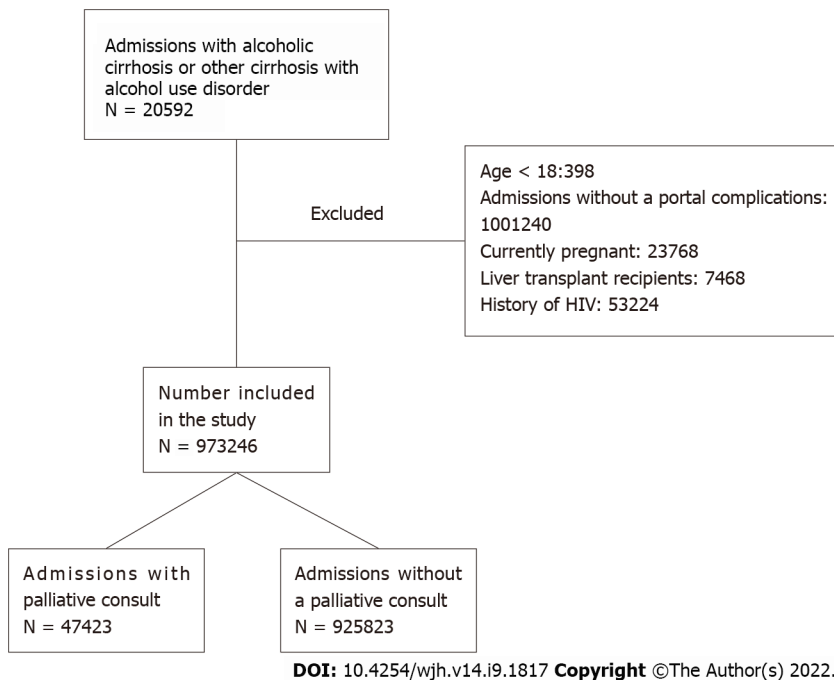 Admissions with alcoholic
cirrhosis or other cirrhosis with
alcohol use disorder
N = 20592
Excluded
Age < 18:398
Admissions without a portal complications:
1001240
Currently pregnant: 23768
Liver transplant recipients: 7468
History of HIV: 53224
Number included
in the study
N = 973246
Admissions with
palliative consult
N = 47423
Admissions without
a palliative consult
N = 925823
DOI: 10.4254/wjh.v14.i9.1817 Copyright ©The Author(s) 2022.